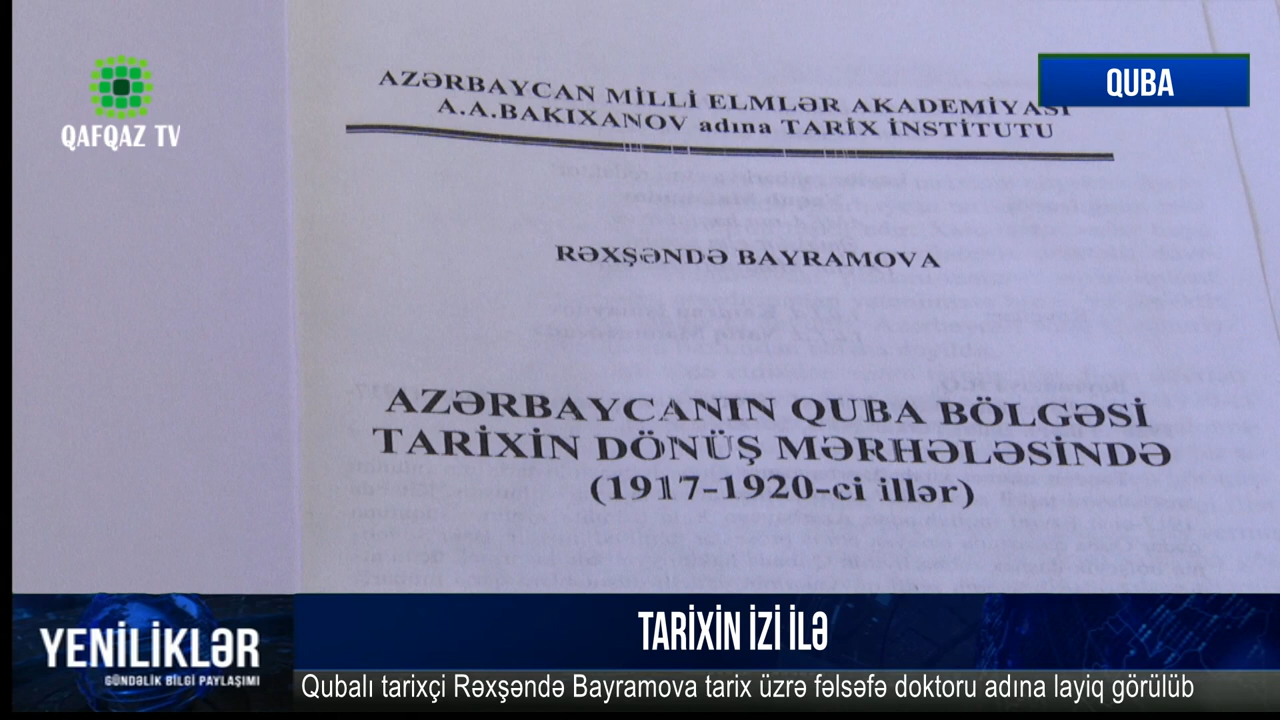 QAFQAZ TV
QUBA
AZƏRBAYCAN MİLLİ ELMLƏR AKADEMİYASI
A.A.BAKIXANOV adına TARİX İNSTİTUTU
RƏXŞƏNDƏ BAYRAMOVA
AZƏRBAYCANIN QUBA BÖLGƏSİ
TARİXİN DÖNÜŞ MƏRHƏLƏSİNDƏ
(1917-1920-ci illər)
YENİLİKLƏR
GÜNDƏLİK BİLGİ PAYLAŞIMI
TARİXİN İZİ İLƏ
Qubalı tarixçi Rəxşəndə Bayramova tarix üzrə fəlsəfə doktoru adına layiq görülüb